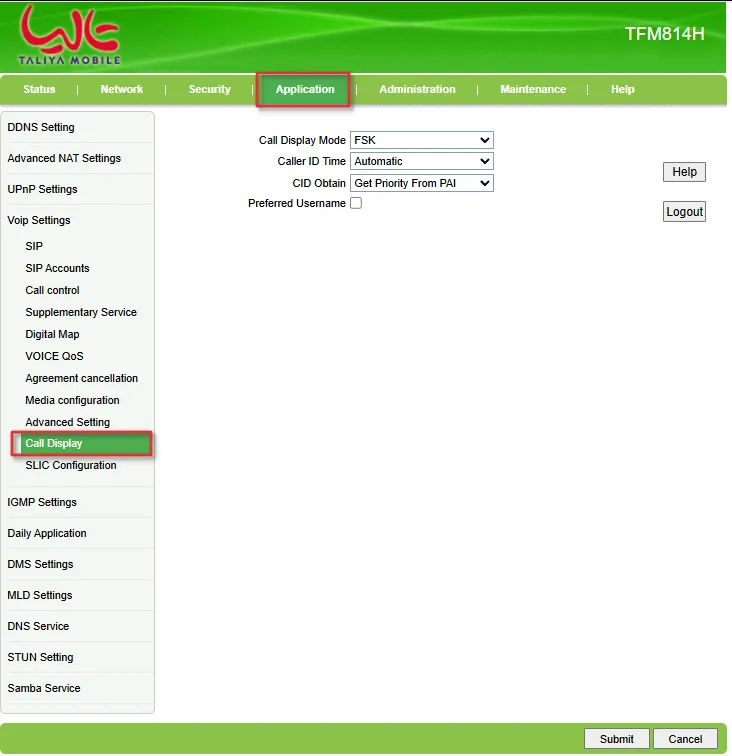 تاليا
TALIYA MOBILE
TFM814H
Status | Network | Security | Application | Administration | Maintenance | Help
DDNS Setting
Advanced NAT Settings
UPnP Settings
Voip Settings
SIP
SIP Accounts
Call control
Supplementary Service
Digital Map
VOICE QoS
Agreement cancellation
Media configuration
Advanced Setting
Call Display
SLIC Configuration
IGMP Settings
Daily Application
DMS Settings
MLD Settings
DNS Service
STUN Setting
Samba Service
Call Display Mode FSK
Caller ID Time Automatic
CID Obtain Get Priority From PAI
Preferred Username
Help
Logout
Submit Cancel